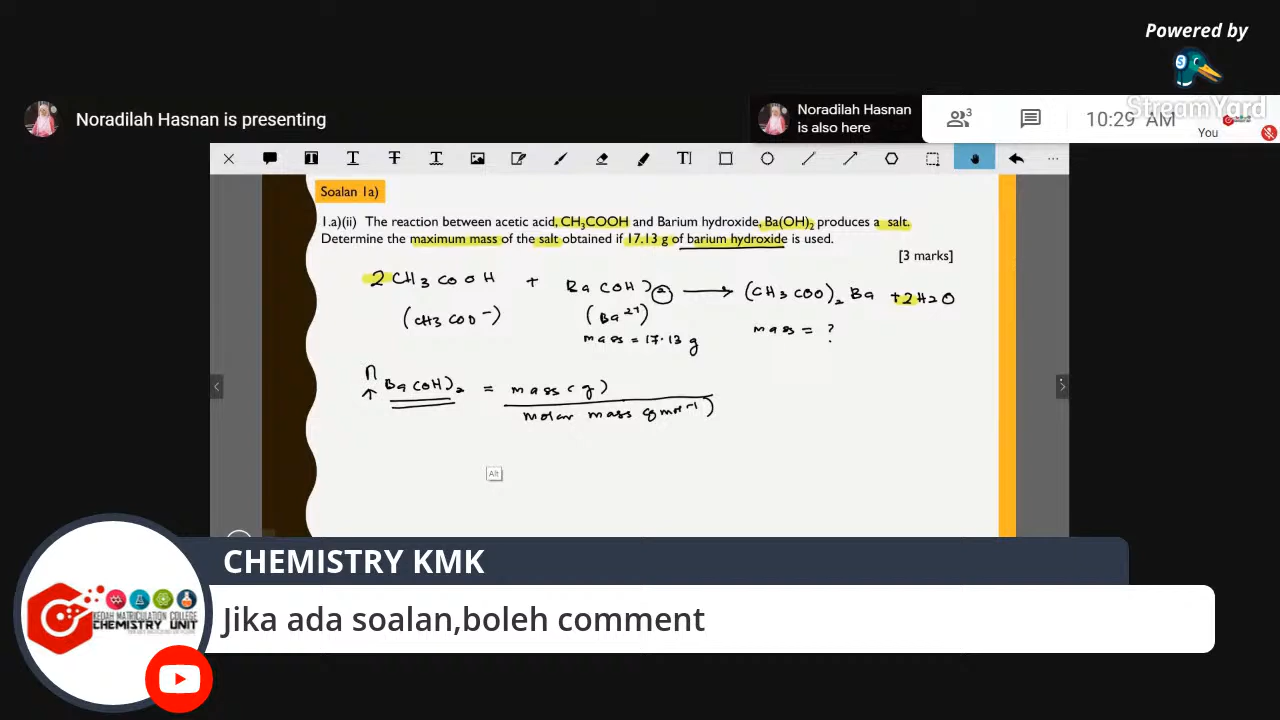 Powered by
StreamYard
Noradilah Hasnan is presenting
Noradilah Hasnan
is also here
3
10:29 AM
You
Soalan 1a)
1.a)(ii) The reaction between acetic acid, CH₃COOH and Barium hydroxide, Ba(OH)₂ produces a salt.
Determine the maximum mass of the salt obtained if 17.13 g of barium hydroxide is used.
[3 marks]
2CH₃COOH + Ba(OH)₂ ⟶ (CH₃COO)₂Ba + 2H₂O
(CH₃COO⁻) (Ba²⁺)
mass = 17.13 g mass = ?
n Ba(OH)₂ = mass (g)
molar mass (g mol⁻¹)
Alt
CHEMISTRY KMK
Jika ada soalan,boleh comment
KEDAH MATRICULATION COLLEGE
CHEMISTRY UNIT